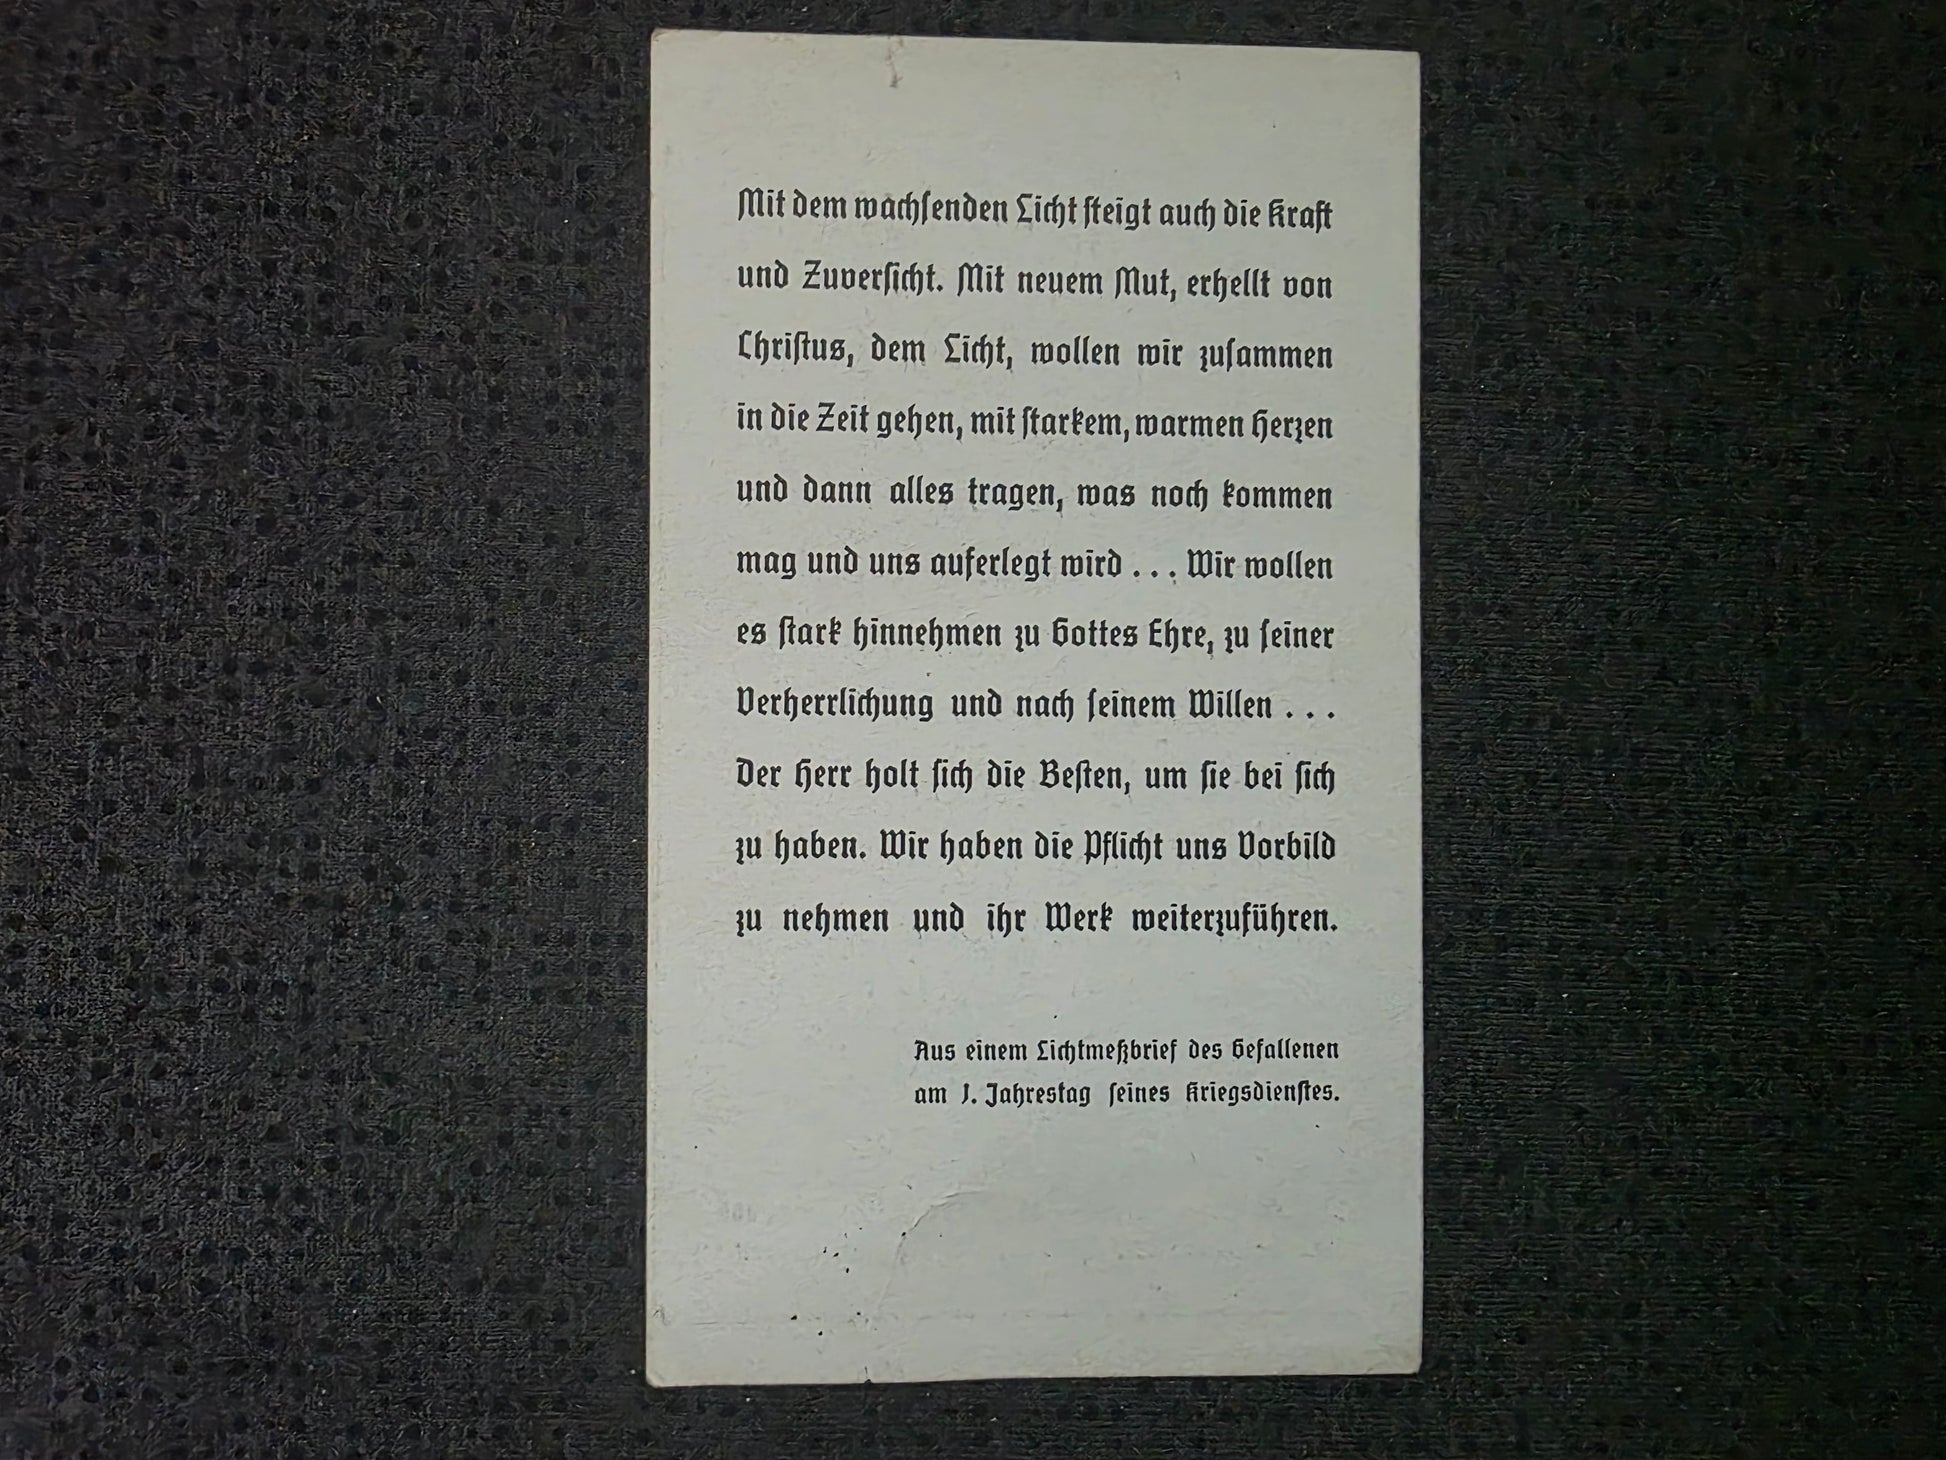 Mit dem wachsenden Licht steigt auch die Kraft
und Zuversicht. Mit neuem Mut, erhellt von
Christus, dem Licht, wollen wir zusammen
in die Zeit gehen, mit starkem, warmen Herzen
und dann alles tragen, was noch kommen
mag und uns auferlegt wird . . . Wir wollen
es stark hinnehmen zu Gottes Ehre, zu seiner
Verherrlichung und nach seinem Willen . . .
Der Herr holt sich die Besten, um sie bei sich
zu haben. Wir haben die Pflicht uns Vorbild
zu nehmen und ihr Werk weiterzuführen.
Aus einem Lichtmeßbrief des Gefallenen
am 1. Jahrestag seines Kriegsdienstes.